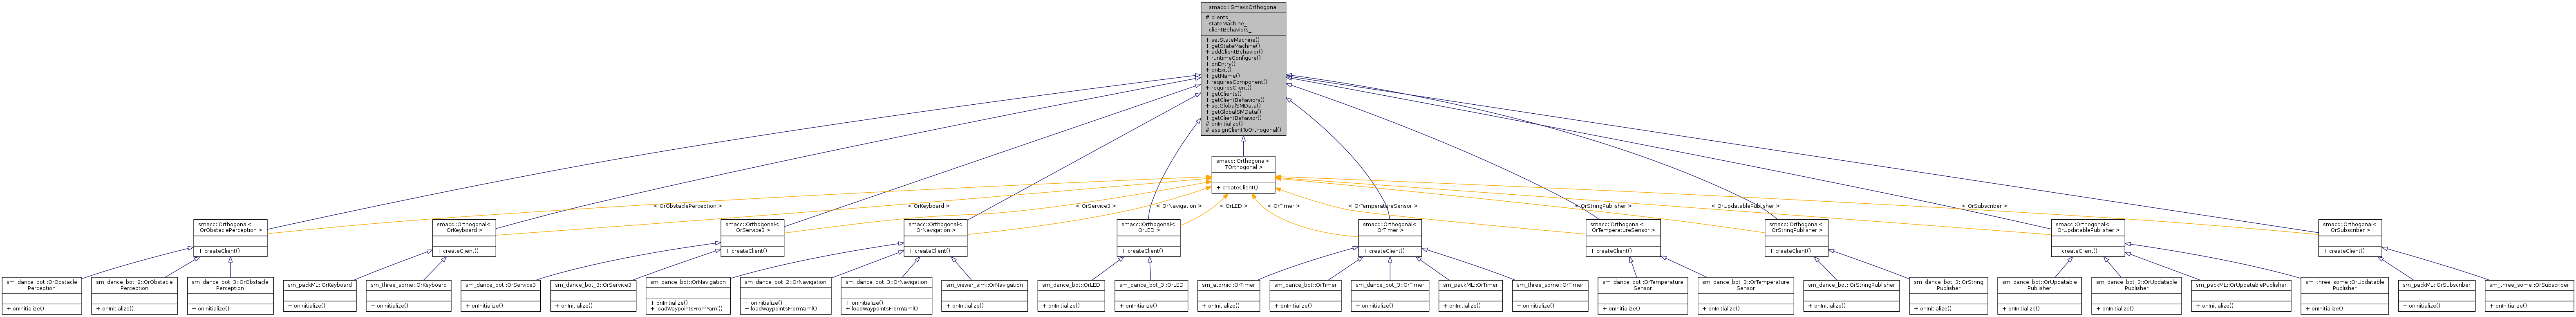 smacc::ISmaccOrthogonal
# clients_
- stateMachine_
- clientBehaviors_
+ setStateMachine()
+ getStateMachine()
+ addClientBehavior()
+ runtimeConfigure()
+ onEntry()
+ onExit()
+ getName()
+ requiresComponent()
+ requiresClient()
+ getClients()
+ getClientBehaviors()
+ setGlobalSMData()
+ getGlobalSMData()
+ getClientBehavior()
# onInitialize()
# assignClientToOrthogonal()
smacc::Orthogonal<
TOrthogonal >
+ createClient()
< OrObstaclePerception >
< OrKeyboard >
< OrService3 >
< OrNavigation >
< OrLED >
< OrTimer >
< OrTemperatureSensor >
< OrStringPublisher >
< OrUpdatablePublisher >
< OrSubscriber >
smacc::Orthogonal<
OrObstaclePerception >
+ createClient()
smacc::Orthogonal<
OrKeyboard >
+ createClient()
smacc::Orthogonal<
OrService3 >
+ createClient()
smacc::Orthogonal<
OrNavigation >
+ createClient()
smacc::Orthogonal<
OrLED >
+ createClient()
smacc::Orthogonal<
OrTimer >
+ createClient()
smacc::Orthogonal<
OrTemperatureSensor >
+ createClient()
smacc::Orthogonal<
OrStringPublisher >
+ createClient()
smacc::Orthogonal<
OrUpdatablePublisher >
+ createClient()
smacc::Orthogonal<
OrSubscriber >
+ createClient()
sm_dance_bot::OrObstacle
Perception
+ onInitialize()
sm_dance_bot_2::OrObstacle
Perception
+ onInitialize()
sm_dance_bot_3::OrObstacle
Perception
+ onInitialize()
sm_packML::OrKeyboard
+ onInitialize()
sm_three_some::OrKeyboard
+ onInitialize()
sm_dance_bot::OrService3
+ onInitialize()
sm_dance_bot_3::OrService3
+ onInitialize()
sm_dance_bot::OrNavigation
+ onInitialize()
+ loadWaypointsFromYaml()
sm_dance_bot_2::OrNavigation
+ onInitialize()
+ loadWaypointsFromYaml()
sm_dance_bot_3::OrNavigation
+ onInitialize()
+ loadWaypointsFromYaml()
sm_viewer_sim::OrNavigation
+ onInitialize()
sm_dance_bot::OrLED
+ onInitialize()
sm_dance_bot_3::OrLED
+ onInitialize()
sm_atomic::OrTimer
+ onInitialize()
sm_dance_bot::OrTimer
+ onInitialize()
sm_dance_bot_3::OrTimer
+ onInitialize()
sm_packML::OrTimer
+ onInitialize()
sm_three_some::OrTimer
+ onInitialize()
sm_dance_bot::OrTemperature
Sensor
+ onInitialize()
sm_dance_bot_3::OrTemperature
Sensor
+ onInitialize()
sm_dance_bot::OrStringPublisher
+ onInitialize()
sm_dance_bot_3::OrString
Publisher
+ onInitialize()
sm_dance_bot::OrUpdatable
Publisher
+ onInitialize()
sm_dance_bot_3::OrUpdatable
Publisher
+ onInitialize()
sm_packML::OrUpdatablePublisher
+ onInitialize()
sm_three_some::OrUpdatable
Publisher
+ onInitialize()
sm_packML::OrSubscriber
+ onInitialize()
sm_three_some::OrSubscriber
+ onInitialize()